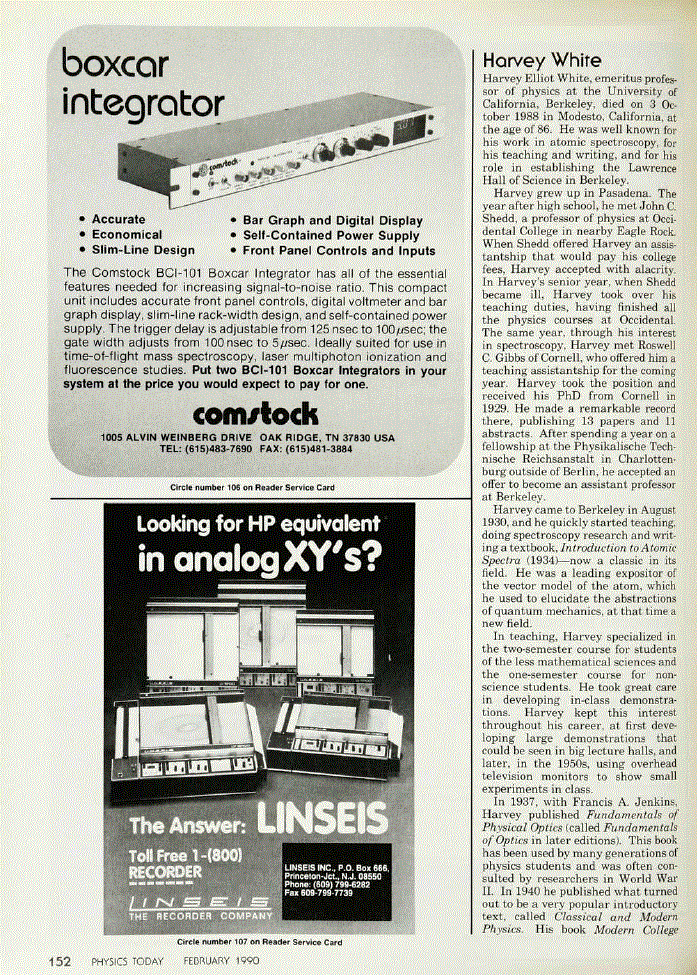 boxcar
integrator
comstock
• Accurate
• Economical
• Slim-Line Design
• Bar Graph and Digital Display
• Self-Contained Power Supply
• Front Panel Controls and Inputs
The Comstock BCI-101 Boxcar Integrator has all of the essential
features needed for increasing signal-to-noise ratio. This compact
unit includes accurate front panel controls, digital voltmeter and bar
graph display, slim-line rack-width design, and self-contained power
supply. The trigger delay is adjustable from 125 nsec to 100 µsec; the
gate width adjusts from 100 nsec to 5 µsec. Ideally suited for use in
time-of-flight mass spectroscopy, laser multiphoton ionization and
fluorescence studies. Put two BCI-101 Boxcar Integrators in your
system at the price you would expect to pay for one.
comstock
1005 ALVIN WEINBERG DRIVE OAK RIDGE, TN 37830 USA
TEL: (615)483-7690 FAX: (615)481-3884
Circle number 106 on Reader Service Card
Looking for HP equivalent
in analog XY's?
The Answer: LINSEIS
Toll Free 1-(800)
RECORDER
LINSEIS
THE RECORDER COMPANY
LINSEIS INC., P.O. Box 666,
Princeton-Jct., N.J. 08550
Phone: (609) 799-6282
Fax 609-799-7739
Circle number 107 on Reader Service Card
Harvey White
Harvey Elliot White, emeritus profes-
sor of physics at the University of
California, Berkeley, died on 3 Oc-
tober 1988 in Modesto, California, at
the age of 86. He was well known for
his work in atomic spectroscopy, for
his teaching and writing, and for his
role in establishing the Lawrence
Hall of Science in Berkeley.
Harvey grew up in Pasadena. The
year after high school, he met John C.
Shedd, a professor of physics at Occi-
dental College in nearby Eagle Rock.
When Shedd offered Harvey an assis-
tantship that would pay his college
fees, Harvey accepted with alacrity.
In Harvey's senior year, when Shedd
became ill, Harvey took over his
teaching duties, having finished all
the physics courses at Occidental.
The same year, through his interest
in spectroscopy, Harvey met Roswell
C. Gibbs of Cornell, who offered him a
teaching assistantship for the coming
year. Harvey took the position and
received his PhD from Cornell in
1929. He made a remarkable record
there, publishing 13 papers and 11
abstracts. After spending a year on a
fellowship at the Physikalische Tech-
nische Reichsanstalt in Charlotten-
burg outside of Berlin, he accepted an
offer to become an assistant professor
at Berkeley.
Harvey came to Berkeley in August
1930, and he quickly started teaching,
doing spectroscopy research and writ-
ing a textbook, Introduction to Atomic
Spectra (1934)—now a classic in its
field. He was a leading expositor of
the vector model of the atom, which
he used to elucidate the abstractions
of quantum mechanics, at that time a
new field.
In teaching, Harvey specialized in
the two-semester course for students
of the less mathematical sciences and
the one-semester course for non-
science students. He took great care
in developing in-class demonstra-
tions. Harvey kept this interest
throughout his career, at first deve-
loping large demonstrations that
could be seen in big lecture halls, and
later, in the 1950s, using overhead
television monitors to show small
experiments in class.
In 1937, with Francis A. Jenkins,
Harvey published Fundamentals of
Physical Optics (called Fundamentals
of Optics in later editions). This book
has been used by many generations of
physics students and was often con-
sulted by researchers in World War
II. In 1940 he published what turned
out to be a very popular introductory
text, called Classical and Modern
Physics. His book Modern College
152 PHYSICS TODAY FEBRUARY 1990